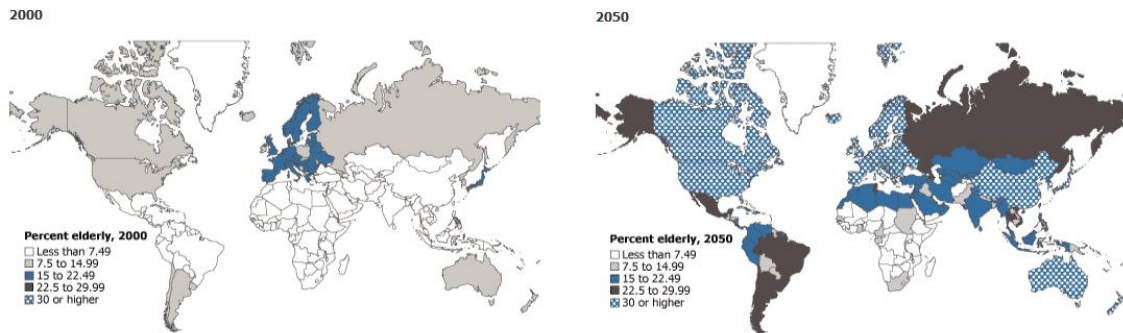 2000
2050
Percent elderly, 2000
Less than 7.49
7.5 to 14.99
15 to 22.49
22.5 to 29.99
30 or higher
Percent elderly, 2050
Less than 7.49
7.5 to 14.99
15 to 22.49
22.5 to 29.99
30 or higher